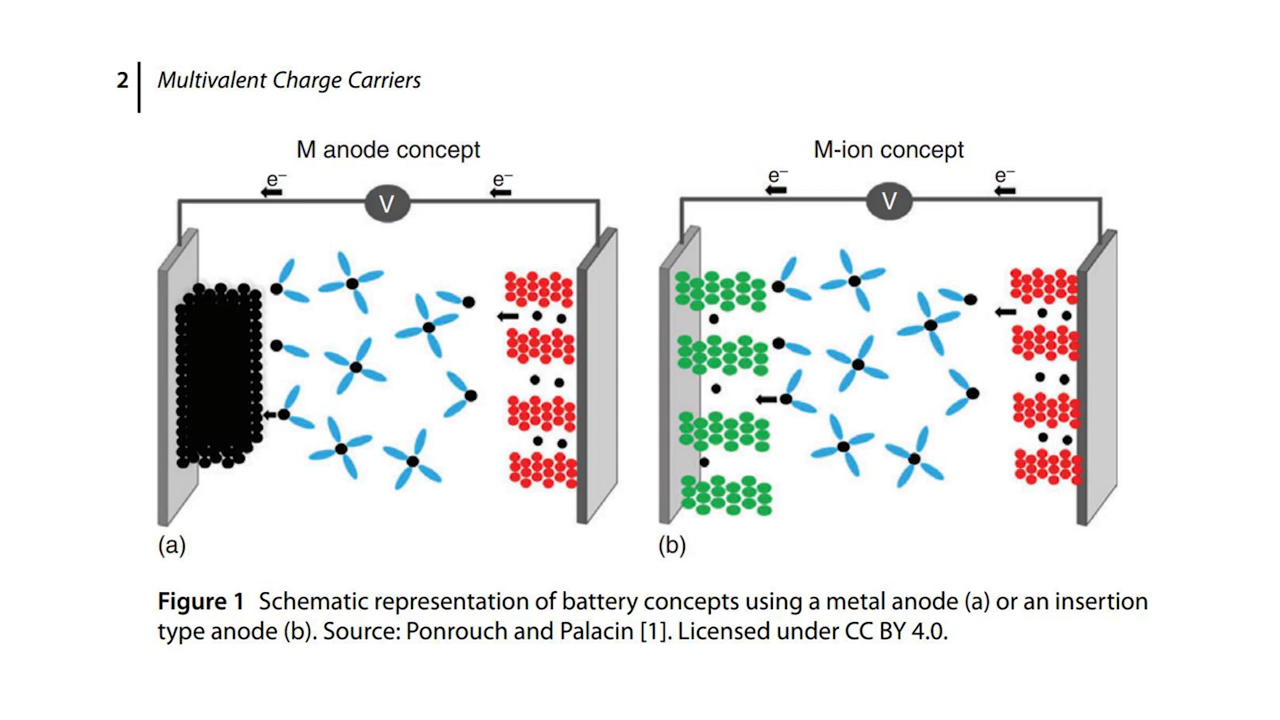 2 Multivalent Charge Carriers
M anode concept
e⁻ e⁻
V
(a)
M-ion concept
e⁻ e⁻
V
(b)
Figure 1 Schematic representation of battery concepts using a metal anode (a) or an insertion
type anode (b). Source: Ponrouch and Palacin [1]. Licensed under CC BY 4.0.